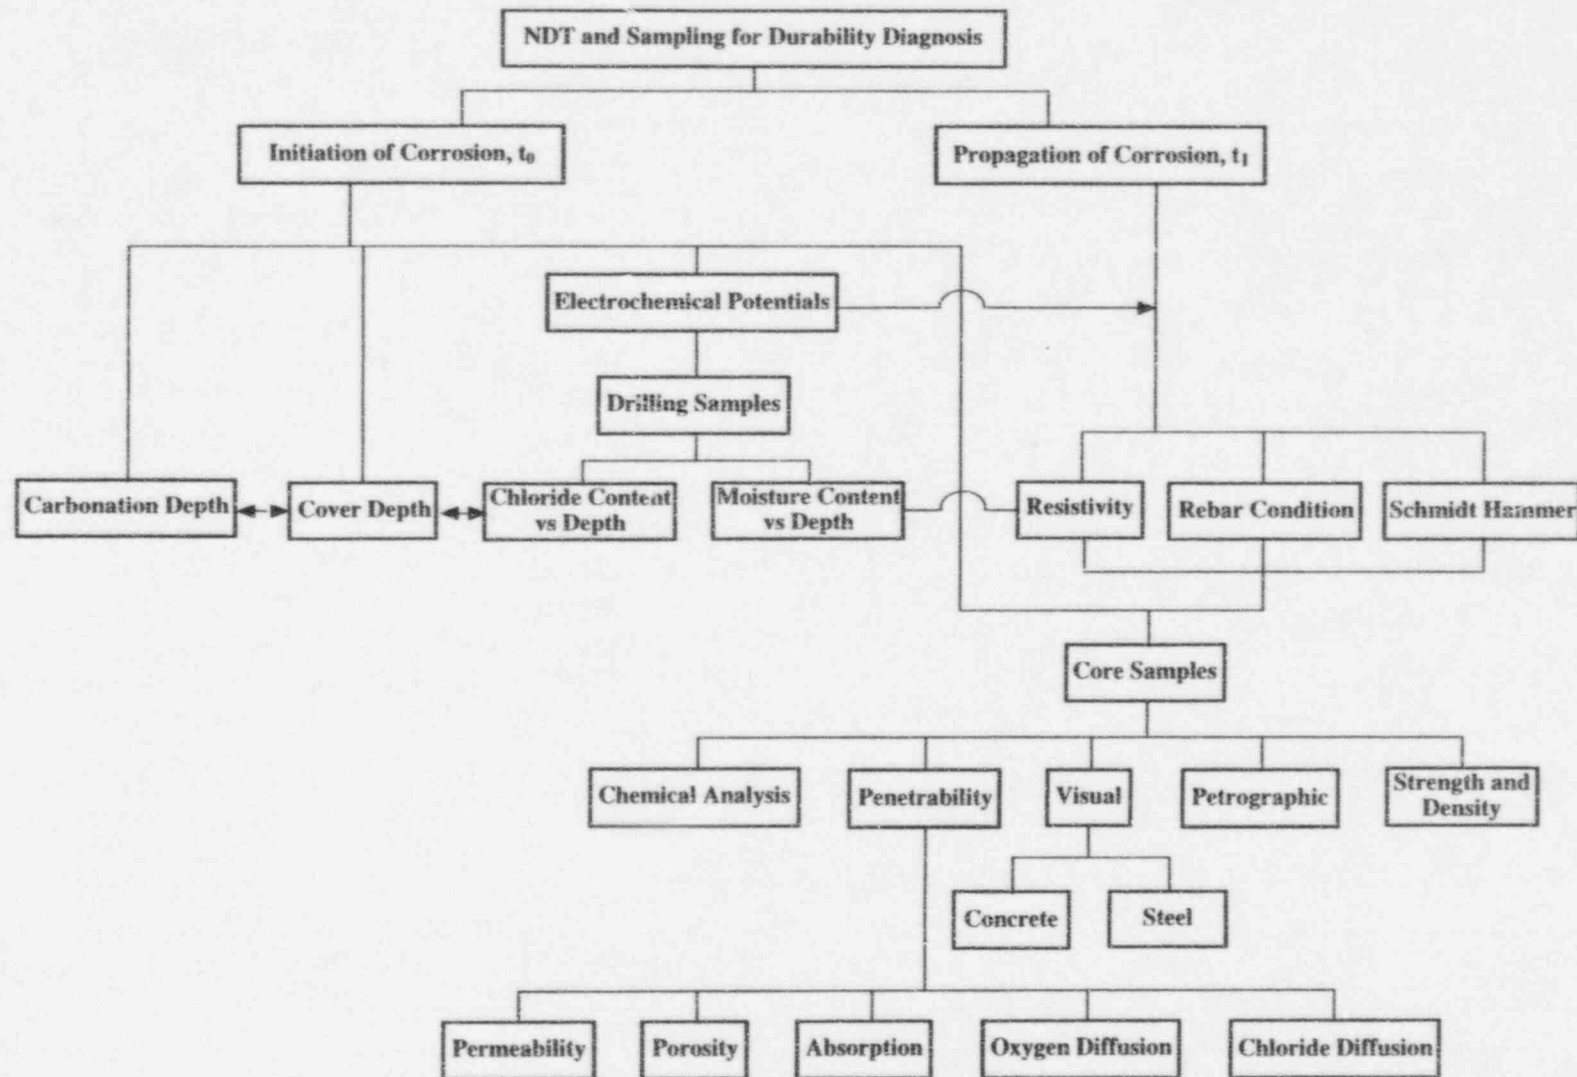 NDT and Sampling for Durability Diagnosis
Initiation of Corrosion, t₀
Propagation of Corrosion, t₁
Electrochemical Potentials
Drilling Samples
Carbonation Depth
Cover Depth
Chloride Content
vs Depth
Moisture Content
vs Depth
Resistivity
Rebar Condition
Schmidt Hammer
Core Samples
Chemical Analysis
Penetrability
Visual
Petrographic
Strength and
Density
Concrete
Steel
Permeability
Porosity
Absorption
Oxygen Diffusion
Chloride Diffusion